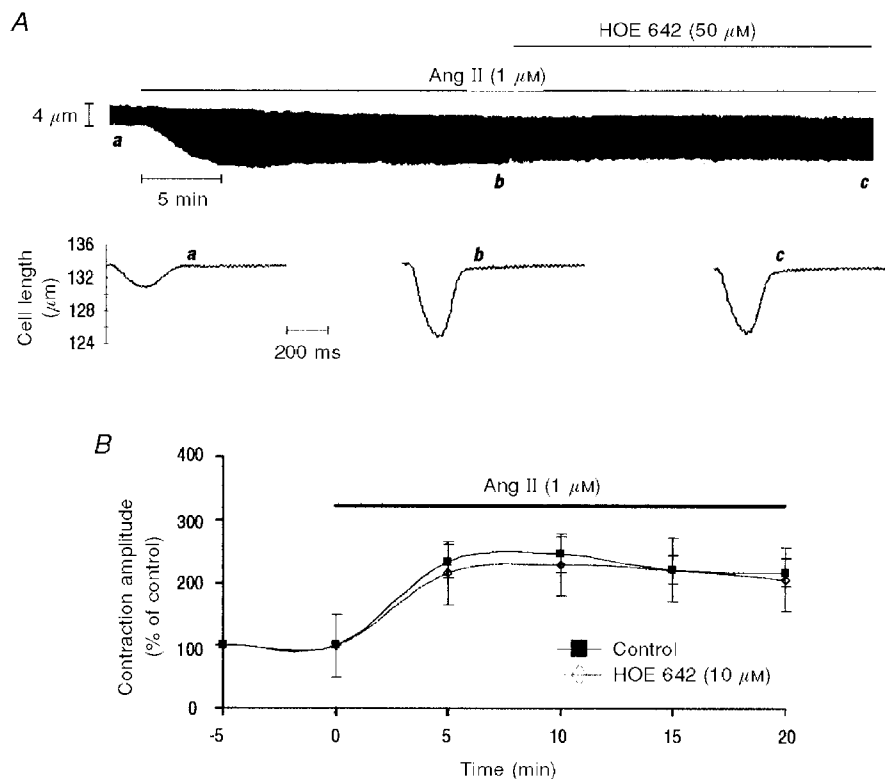 A
HOE 642 (50 μM)
Ang II (1 μM)
4 μm
a
b
c
5 min
Cell length
(μm)
136
132
128
124
a
b
c
200 ms
B
Contraction amplitude
(% of control)
400
300
200
100
0
Ang II (1 μM)
Control
HOE 642 (10 μM)
-5
0
5
10
15
20
Time (min)